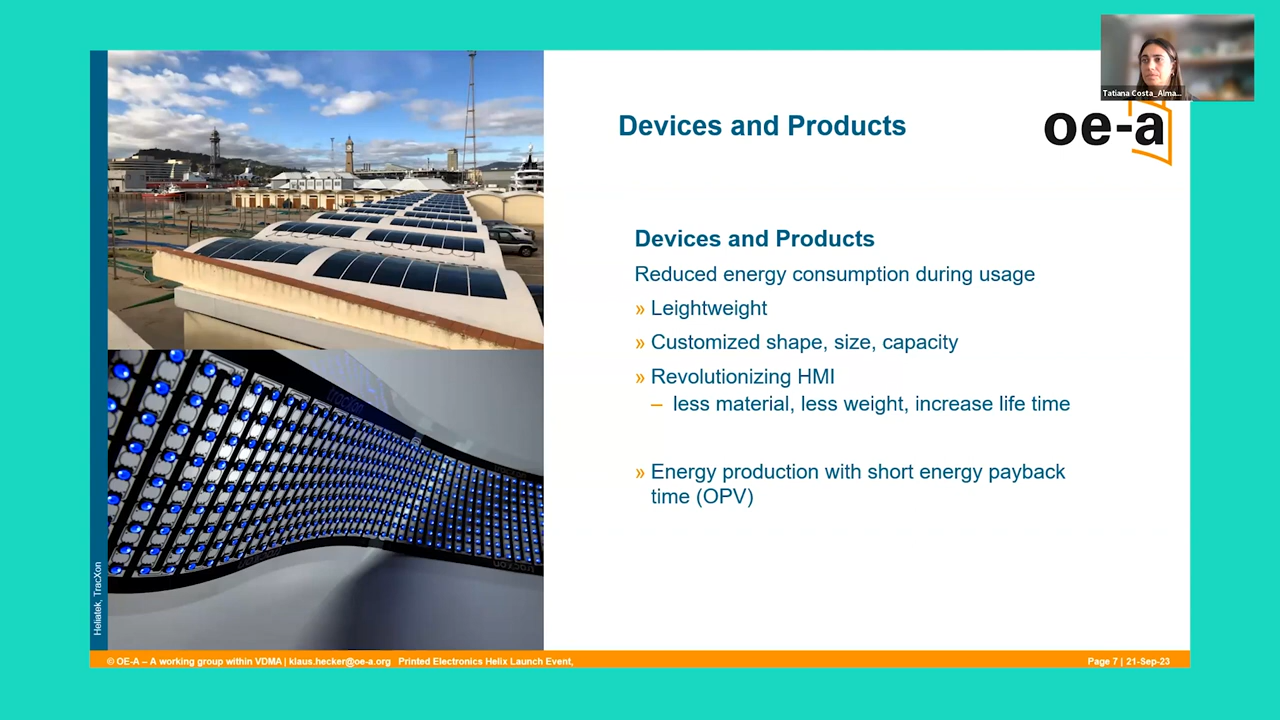 Tatiana Costa_Alma...
oe-a
Devices and Products
Devices and Products
Reduced energy consumption during usage
» Leightweight
» Customized shape, size, capacity
» Revolutionizing HMI
– less material, less weight, increase life time
» Energy production with short energy payback
time (OPV)
Heliatek, TracXon
tracxon
© OE-A – A working group within VDMA | klaus.hecker@oe-a.org Printed Electronics Helix Launch Event,
Page 7 | 21-Sep-23